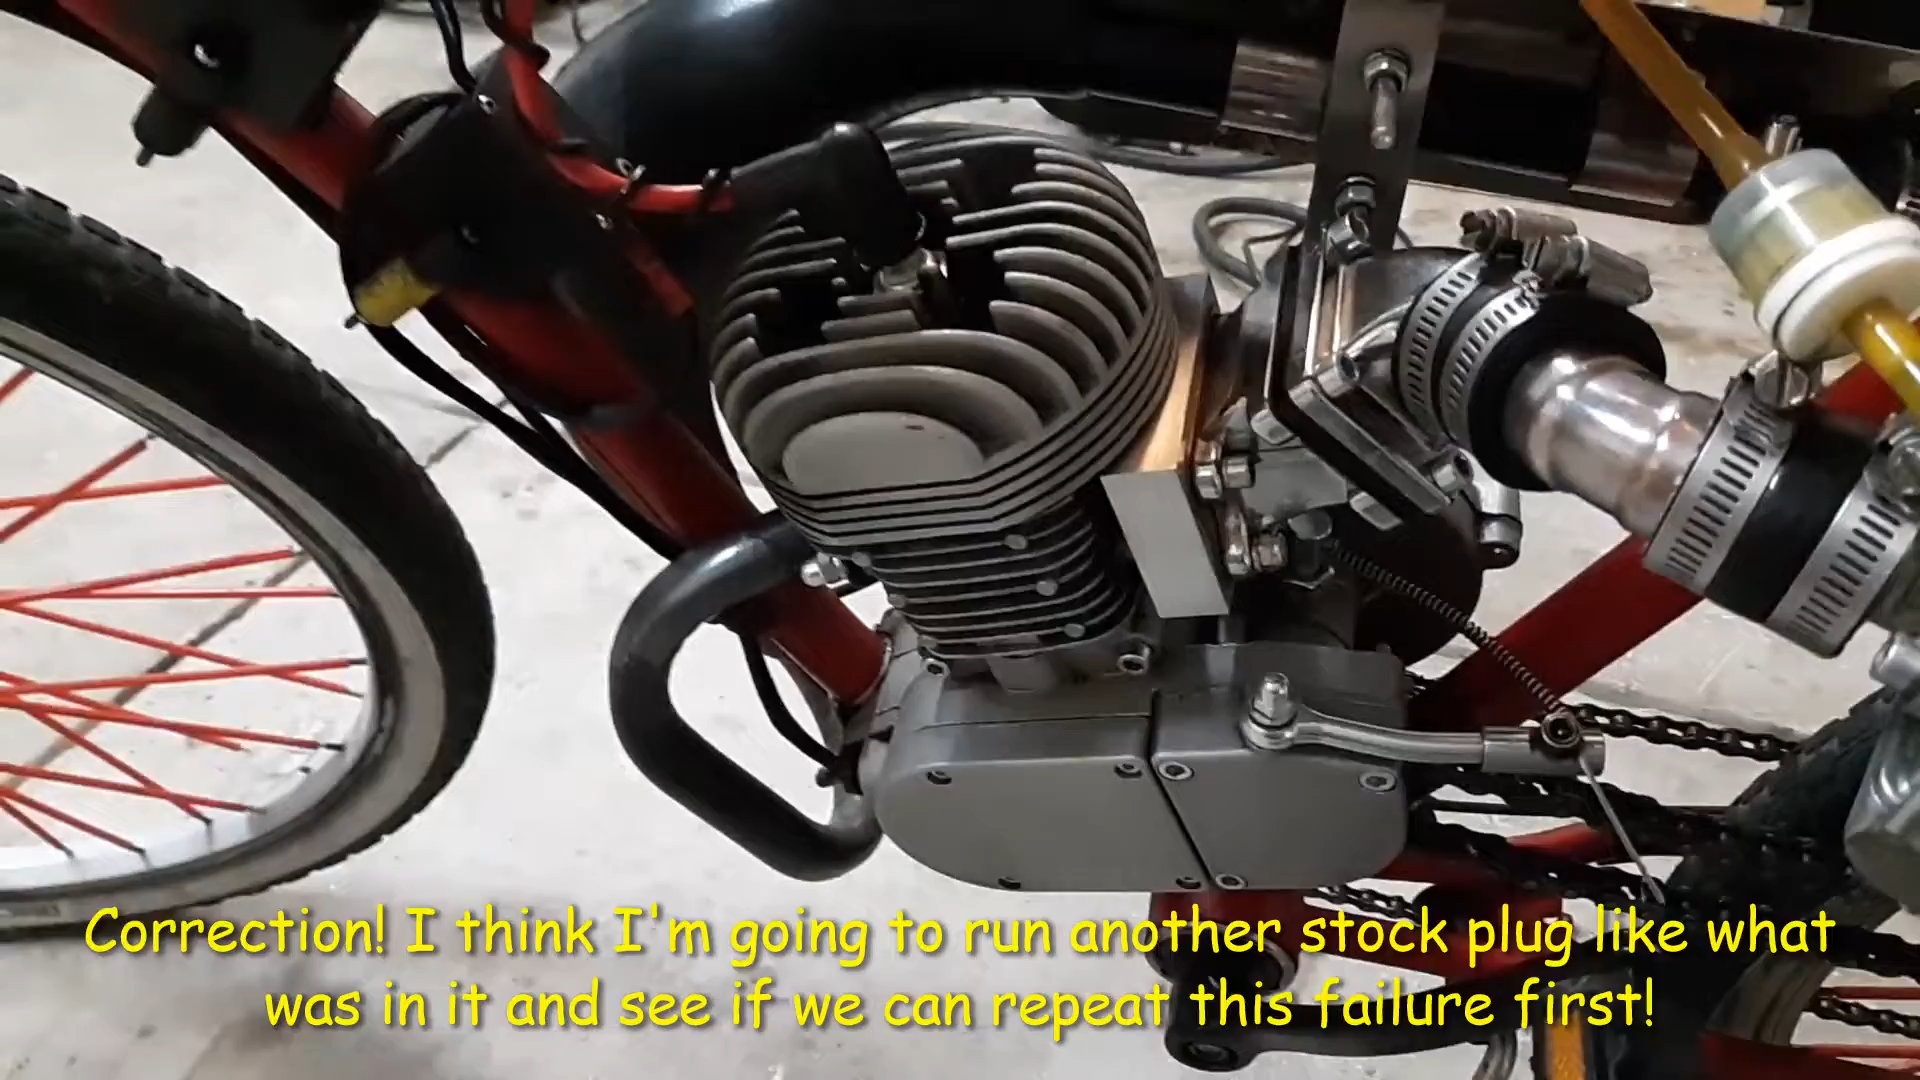 Correction! I think I'm going to run another stock plug like what
was in it and see if we can repeat this failure first!